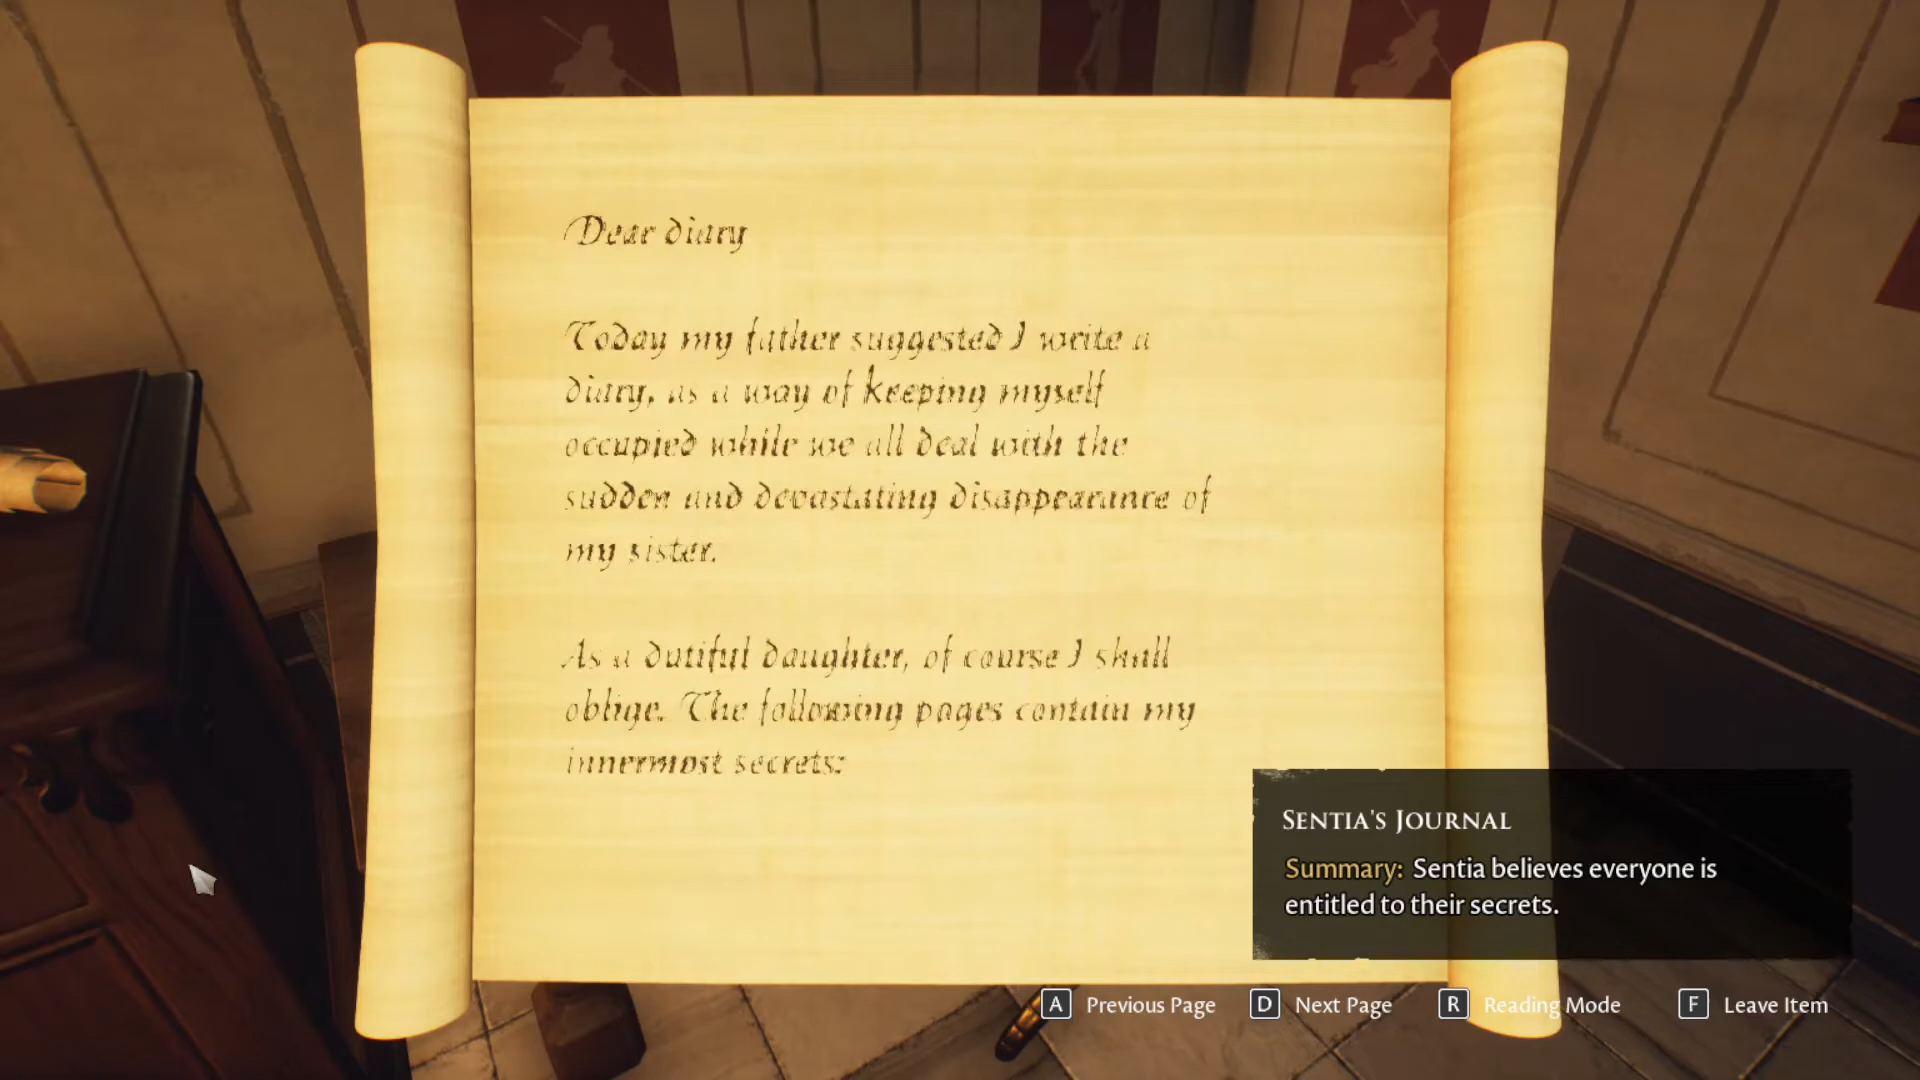 Dear diary
Today my father suggested I write a
diary, as a way of keeping myself
occupied while we all deal with the
sudden and devastating disappearance of
my sister.
As a dutiful daughter, of course I shall
oblige. The following pages contain my
innermost secrets:
SENTIA'S JOURNAL
Summary: Sentia believes everyone is
entitled to their secrets.
A Previous Page D Next Page R Reading Mode F Leave Item